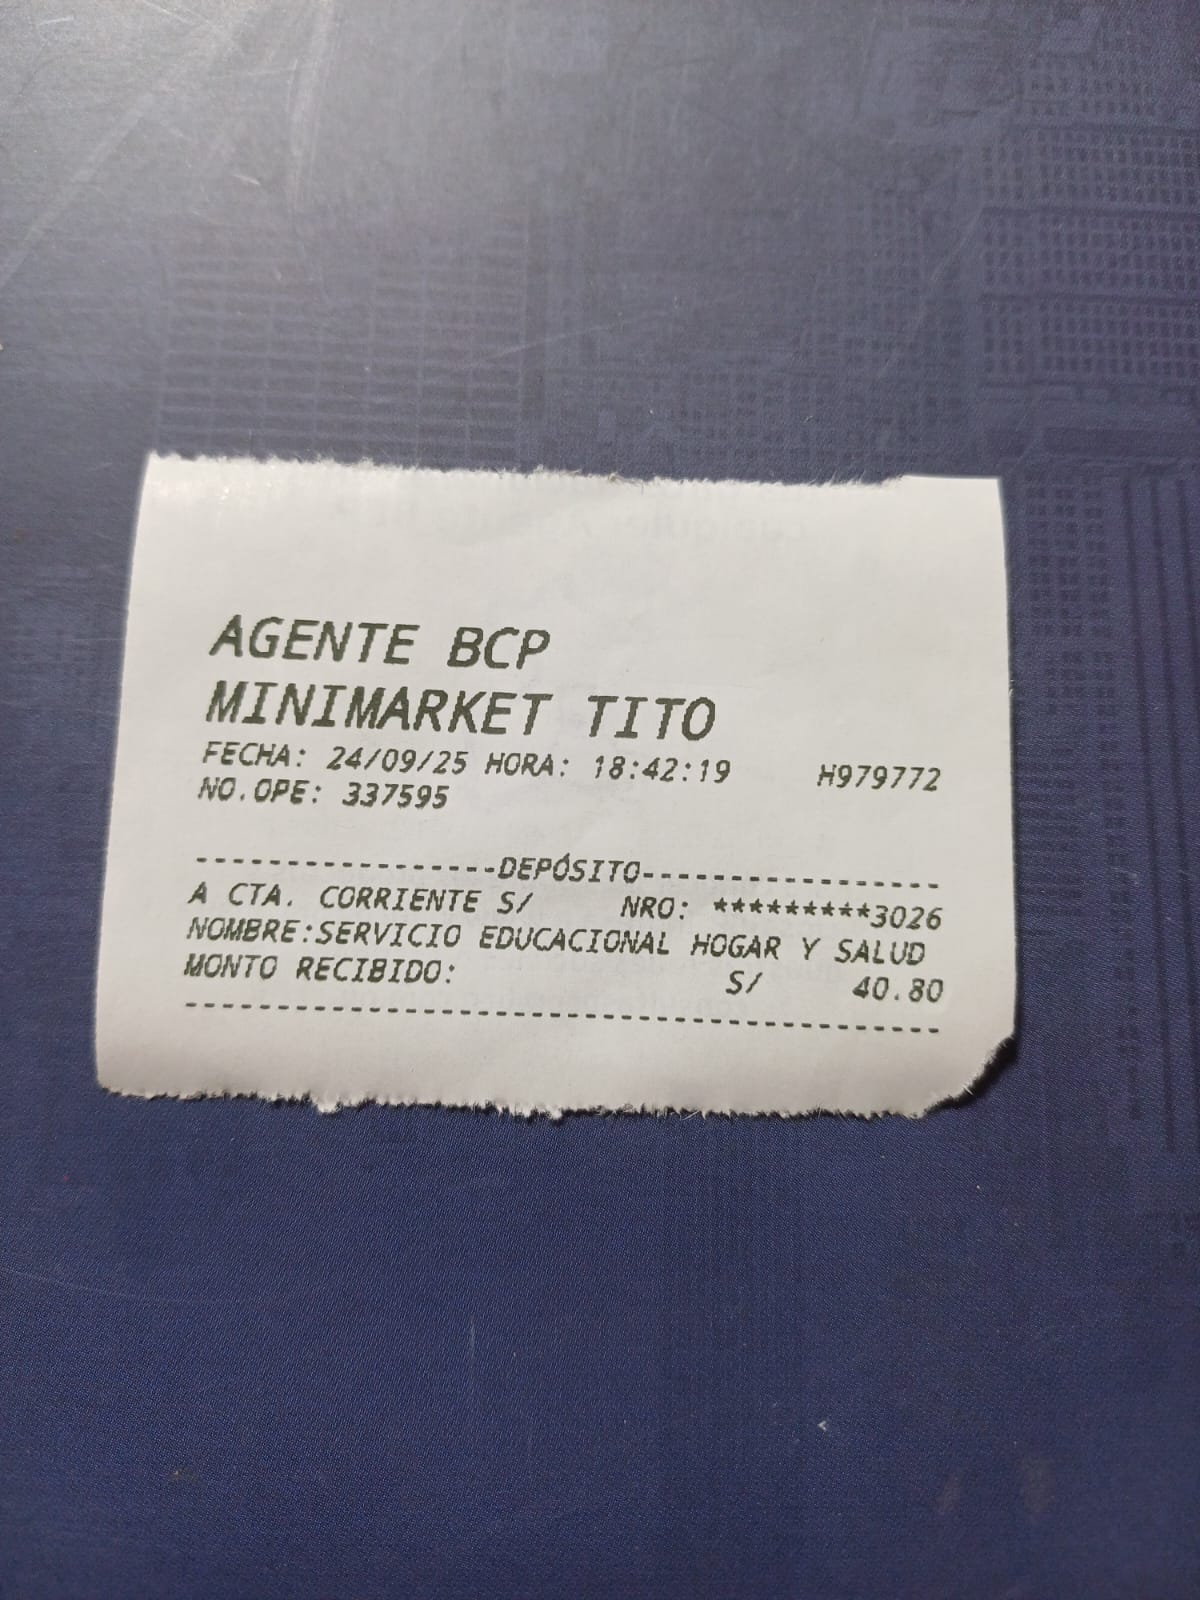 AGENTE BCP
MINIMARKET TITO
FECHA: 24/09/25 HORA: 18:42:19 H979772
NO.OPE: 337595
------------------DEPÓSITO------------------
A CTA. CORRIENTE S/ NRO: *********3026
NOMBRE:SERVICIO EDUCACIONAL HOGAR Y SALUD
MONTO RECIBIDO: S/ 40.80
--------------------------------------------